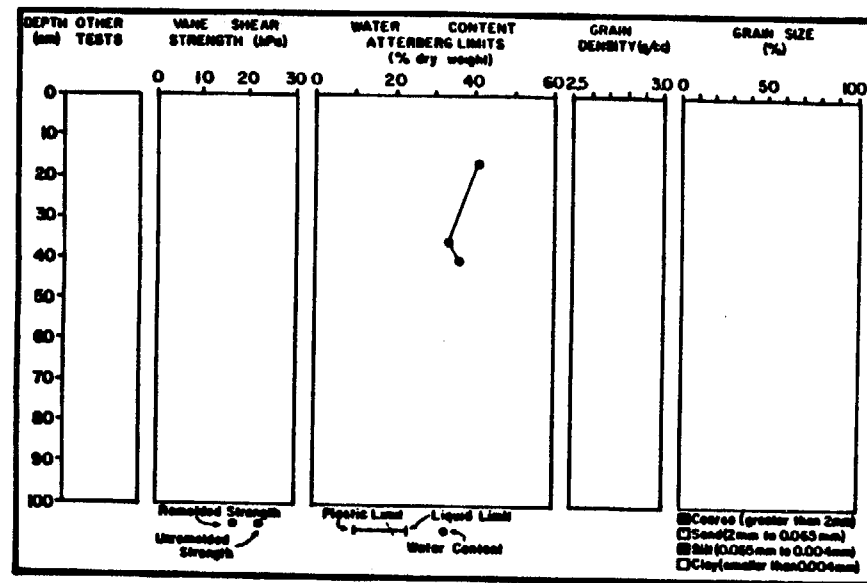 DEPTH OTHER
(cm) TESTS
VANE SHEAR
STRENGTH (kPa)
WATER CONTENT
ATTERBERG LIMITS
(% dry weight)
GRAIN
DENSITY (g/cc)
GRAIN SIZE
(%)
0 10 20 30
0 20 40 60
2.5 3.0
0 50 100
0
10
20
30
40
50
60
70
80
90
100
Remolded Strength
Unremolded
Strength
Plastic Limit
Liquid Limit
Water Content
Coarse (greater than 2mm)
Sand (2mm to 0.063mm)
Silt (0.063mm to 0.004mm)
Clay (smaller than 0.004mm)